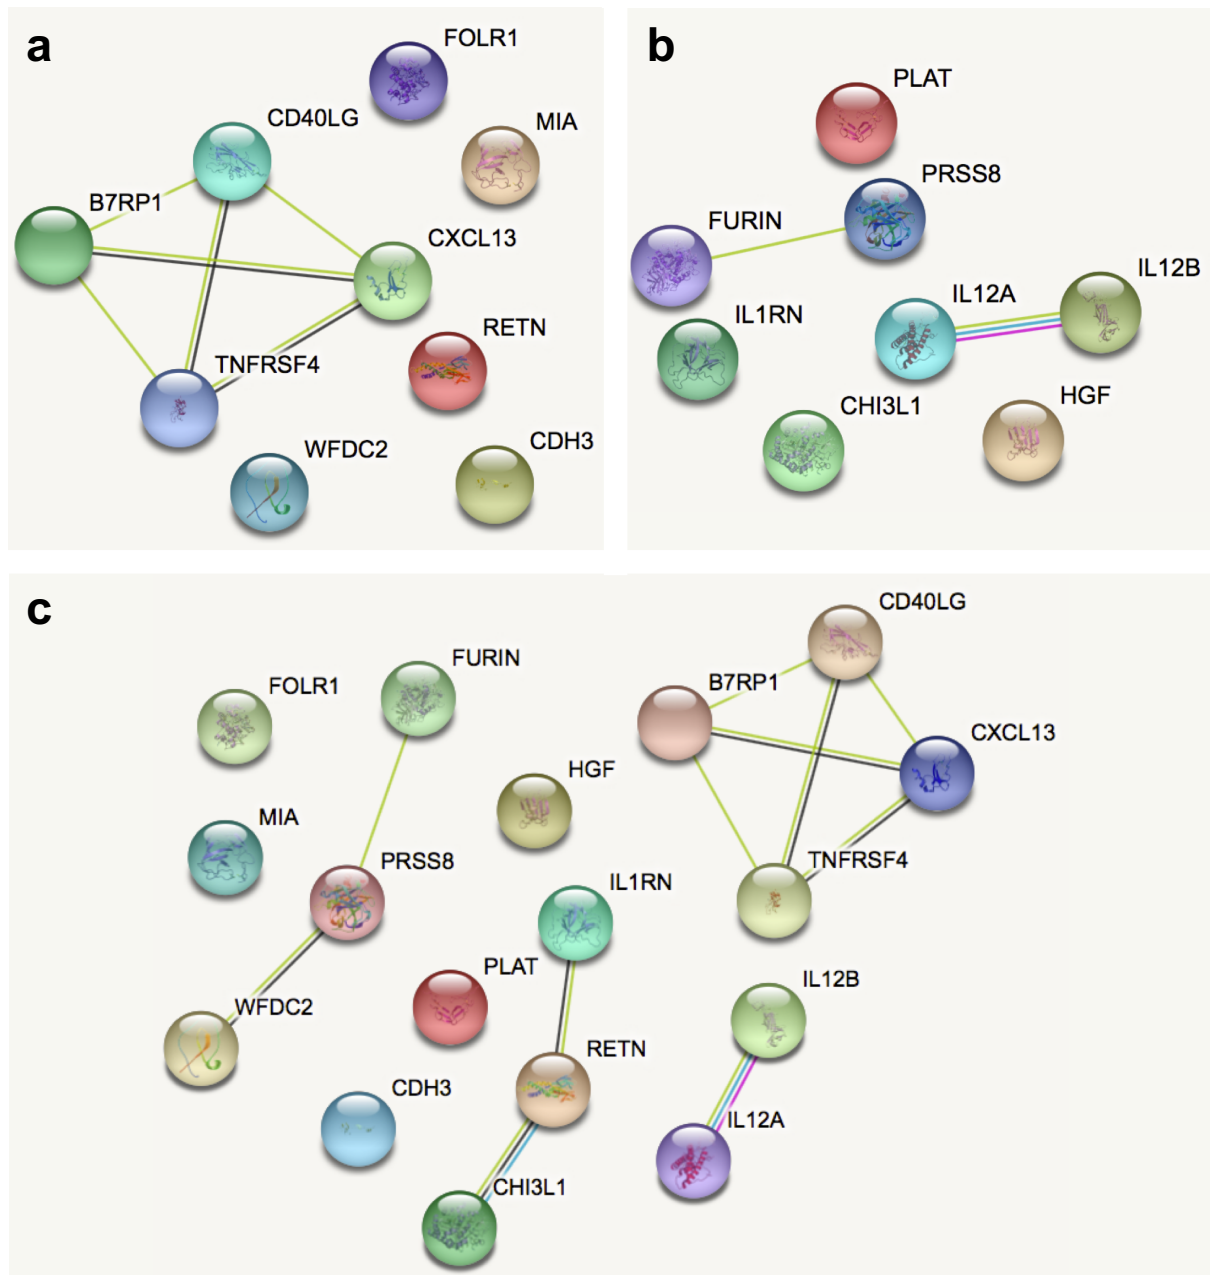 a
FOLR1
CD40LG
MIA
B7RP1
CXCL13
RETN
TNFRSF4
WFDC2
CDH3
b
PLAT
PRSS8
FURIN
IL12B
IL12A
IL1RN
HGF
CHI3L1
c
CD40LG
FURIN
B7RP1
FOLR1
CXCL13
HGF
MIA
PRSS8
TNFRSF4
IL1RN
PLAT
IL12B
WFDC2
RETN
CDH3
IL12A
CHI3L1